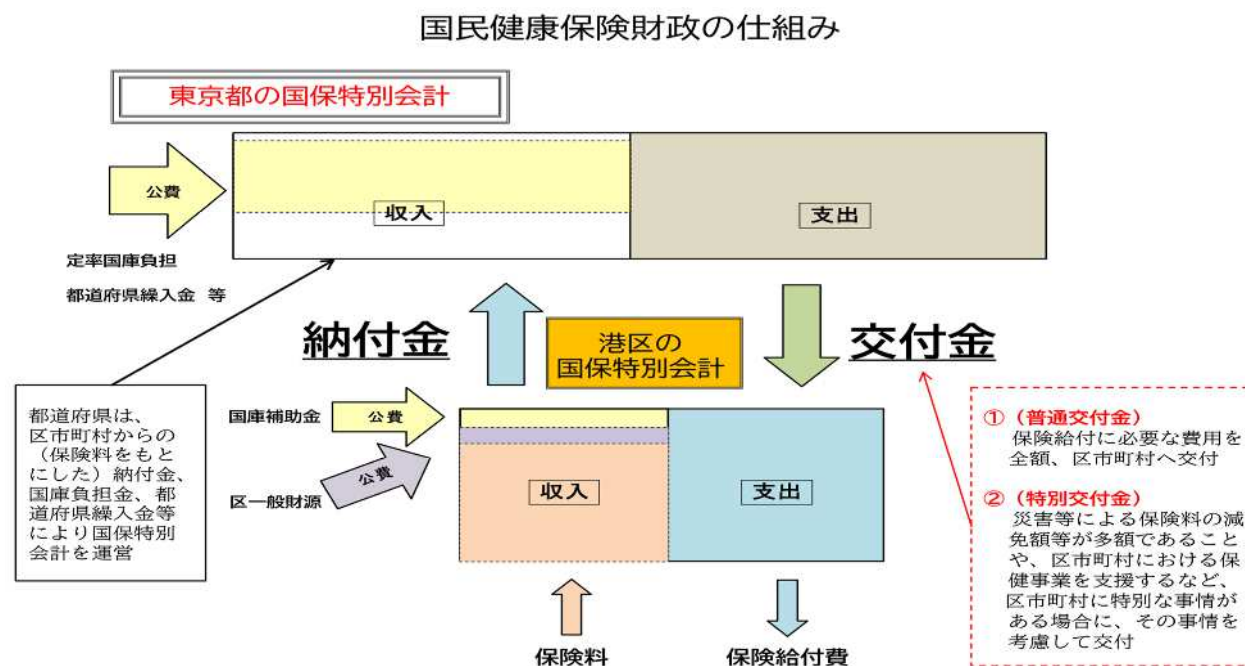 国民健康保険財政の仕組み
東京都の国保特別会計
公費
収入
支出
定率国庫負担
都道府県繰入金 等
納付金
港区の
国保特別会計
交付金
都道府県は、
区市町村からの
（保険料をもと
にした）納付金、
国庫負担金、都
道府県繰入金等
により国保特別
会計を運営
国庫補助金
公費
区一般財源
公費
収入
支出
保険料
保険給付費
①（普通交付金）
保険給付に必要な費用を
全額、区市町村へ交付
②（特別交付金）
災害等による保険料の減
免額等が多額であること
や、区市町村における保
健事業を支援するなど、
区市町村に特別な事情が
ある場合に、その事情を
考慮して交付